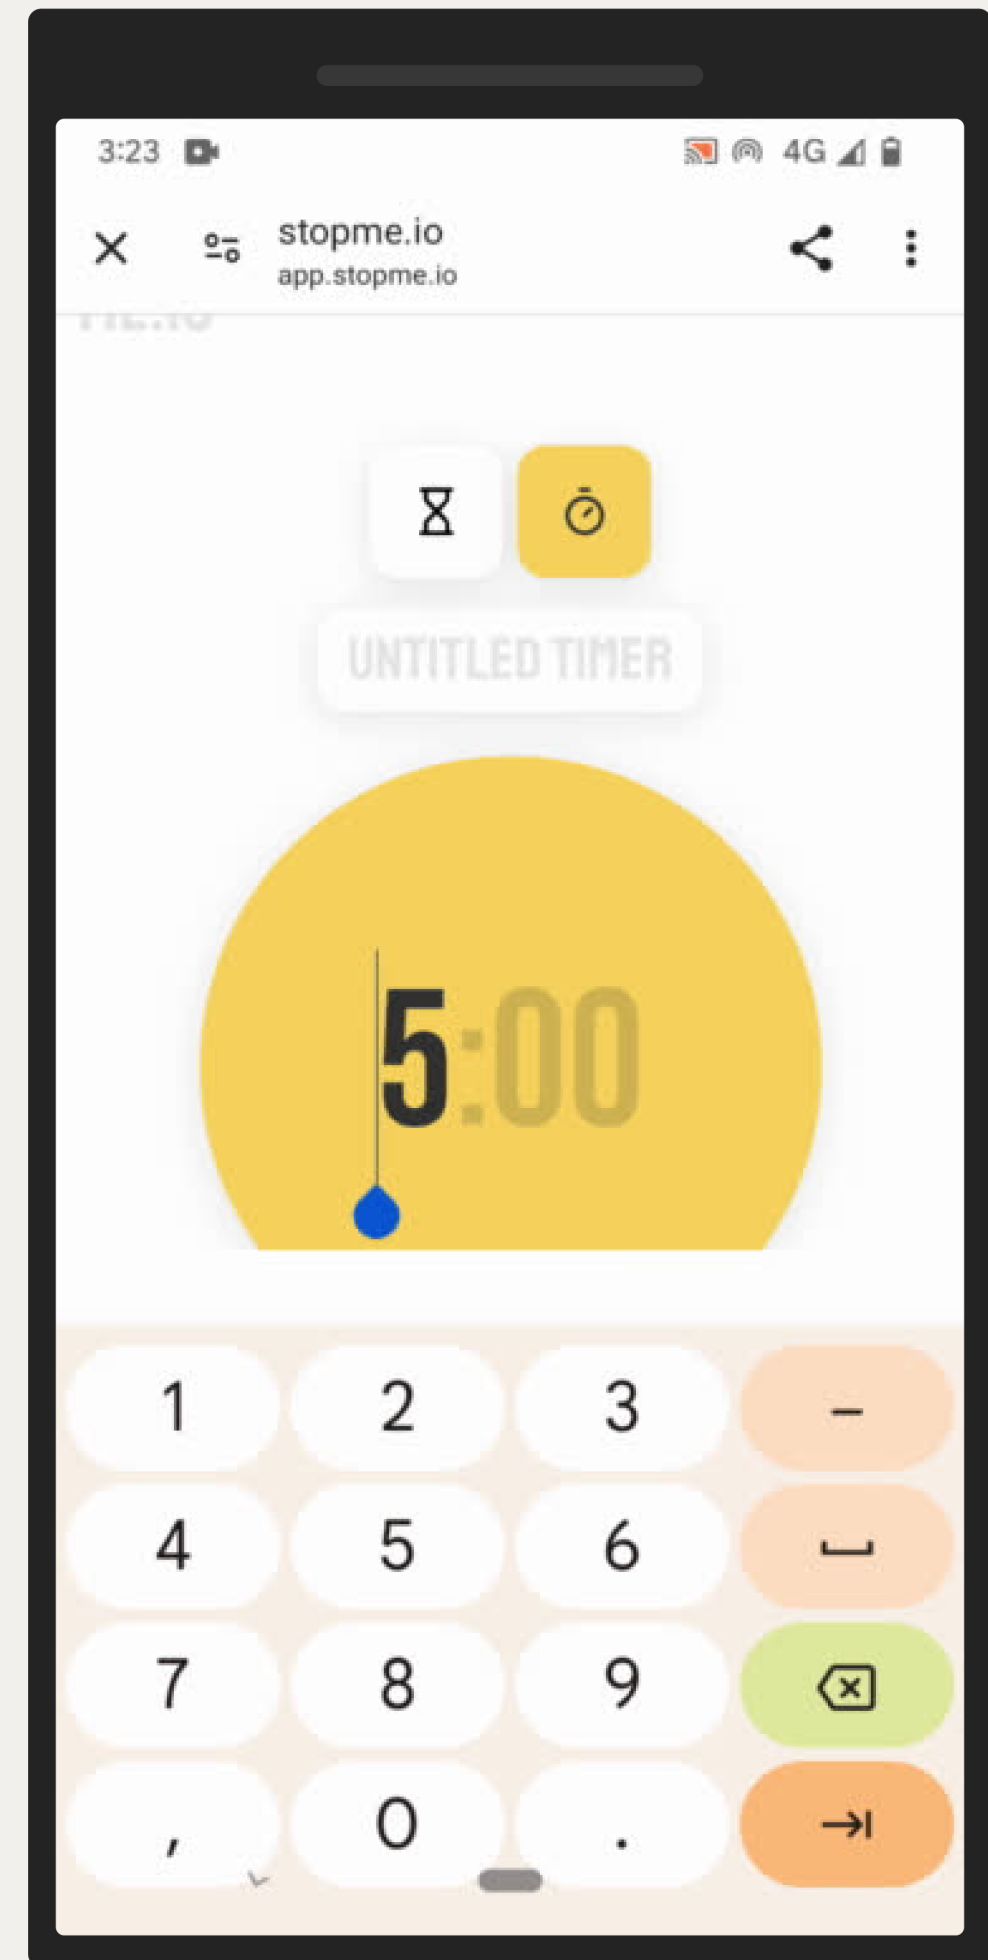 3:23 4G
stopme.io
app.stopme.io
UNTITLED TIMER
5:00
1 2 3 –
4 5 6
7 8 9
, 0 .